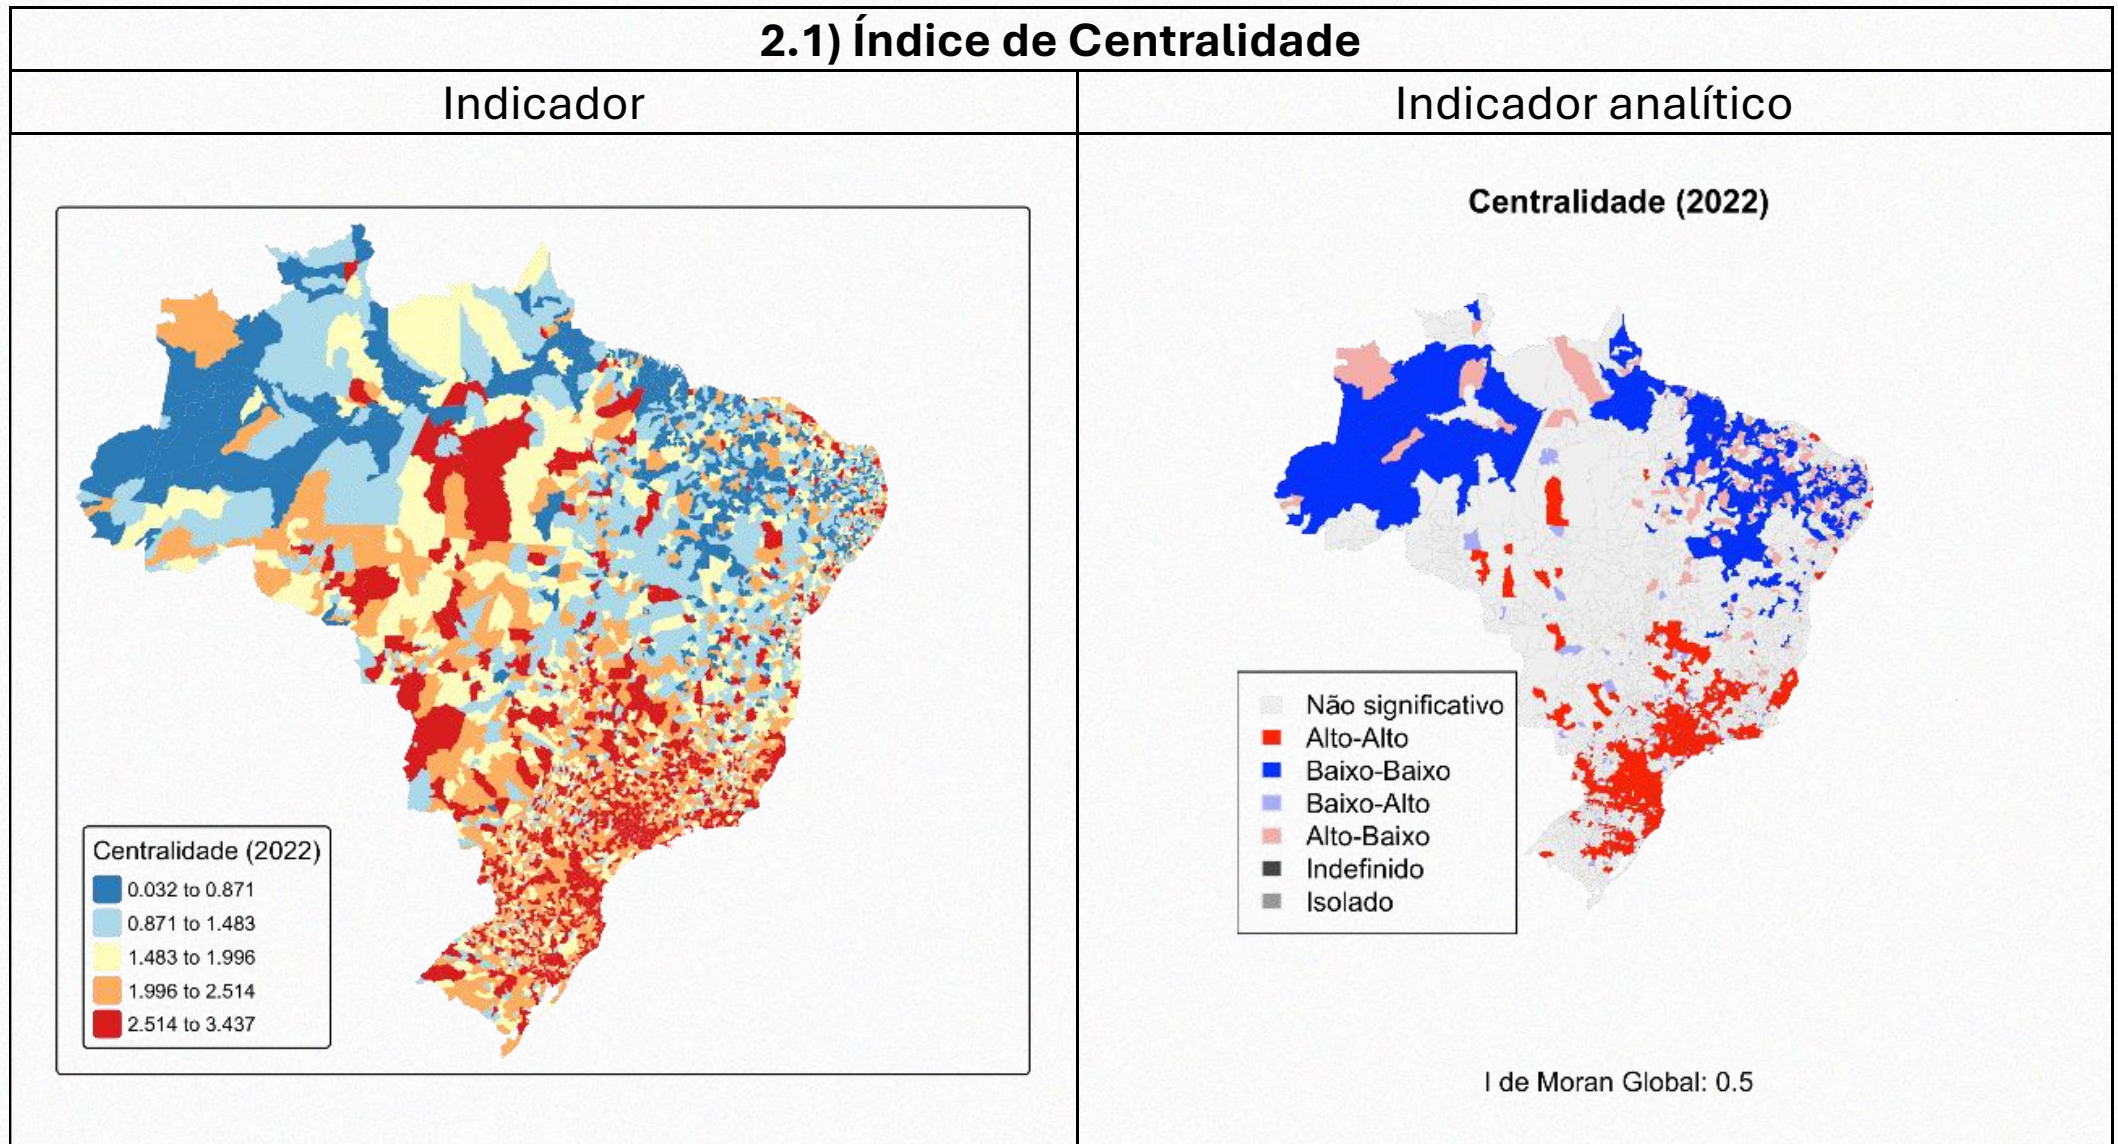 2.1) Índice de Centralidade
Indicador
Indicador analítico
Centralidade (2022)
0.032 to 0.871
0.871 to 1.483
1.483 to 1.996
1.996 to 2.514
2.514 to 3.437
Centralidade (2022)
Não significativo
Alto-Alto
Baixo-Baixo
Baixo-Alto
Alto-Baixo
Indefinido
Isolado
I de Moran Global: 0.5